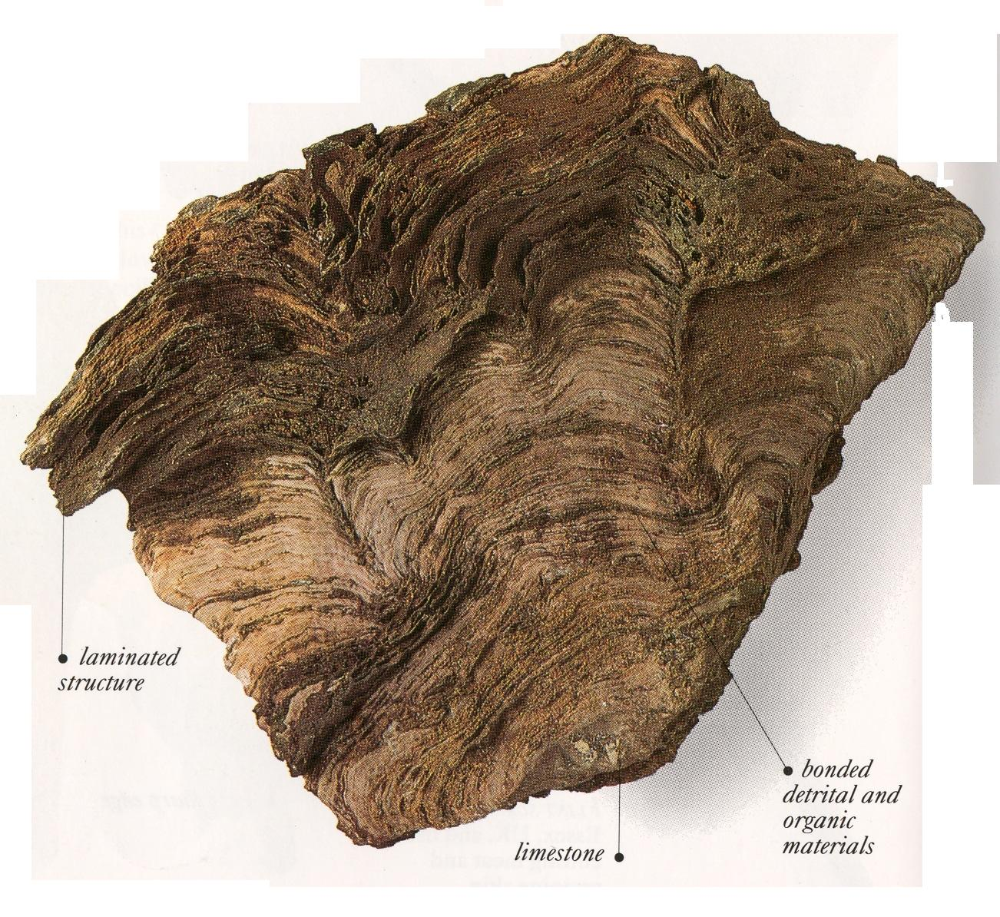 laminated
structure
bonded
detrital and
organic
materials
limestone